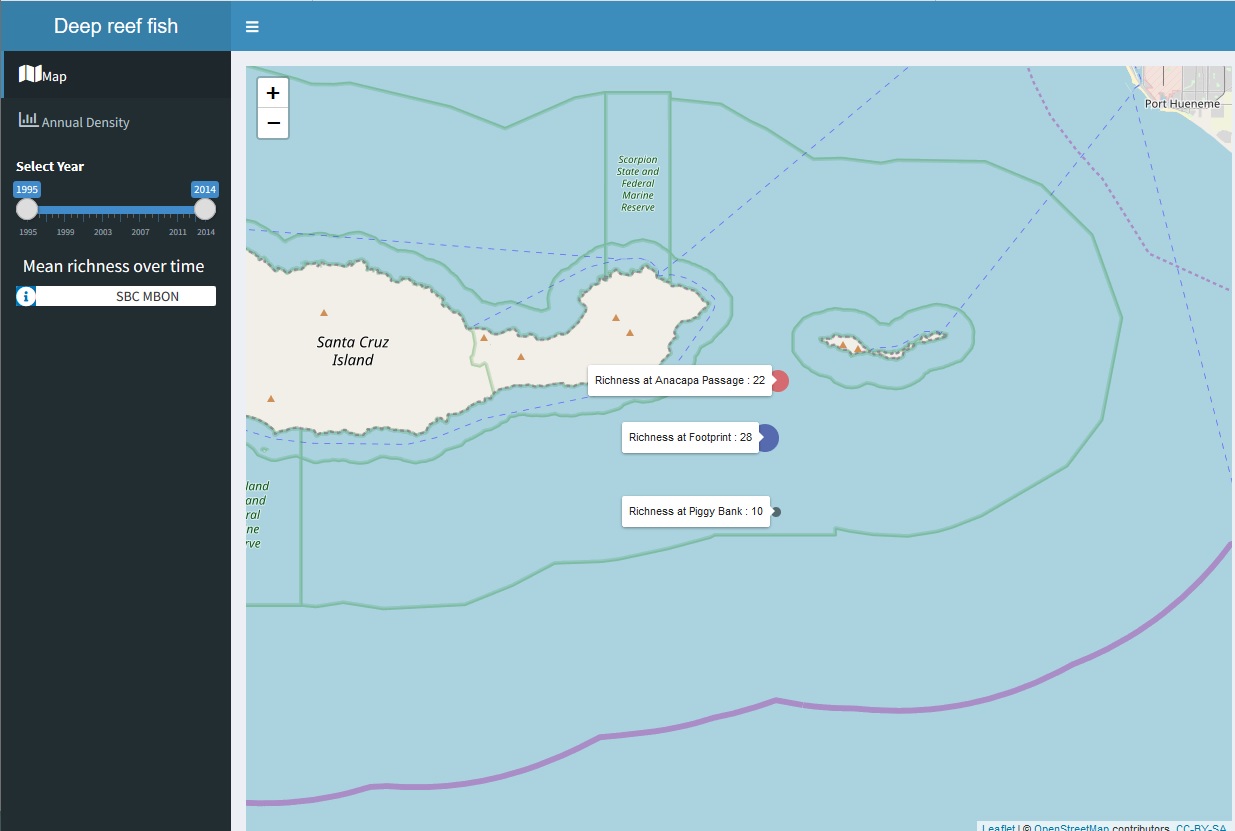 Deep reef fish
Map
Annual Density
Select Year
1995 2014
1995 1999 2003 2007 2011 2014
Mean richness over time
SBC MBON
+
−
Port Hueneme
Scorpion
State and
Federal
Marine
Reserve
Santa Cruz
Island
Richness at Anacapa Passage : 22
Richness at Footprint : 28
Richness at Piggy Bank : 10
land
and
ral
ne
rve
Leaflet | © OpenStreetMap contributors, CC-BY-SA